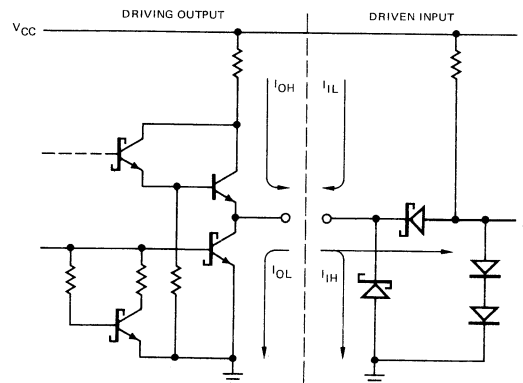 DRIVING OUTPUT
DRIVEN INPUT
VCC
IOH
IIL
IOL
IIH